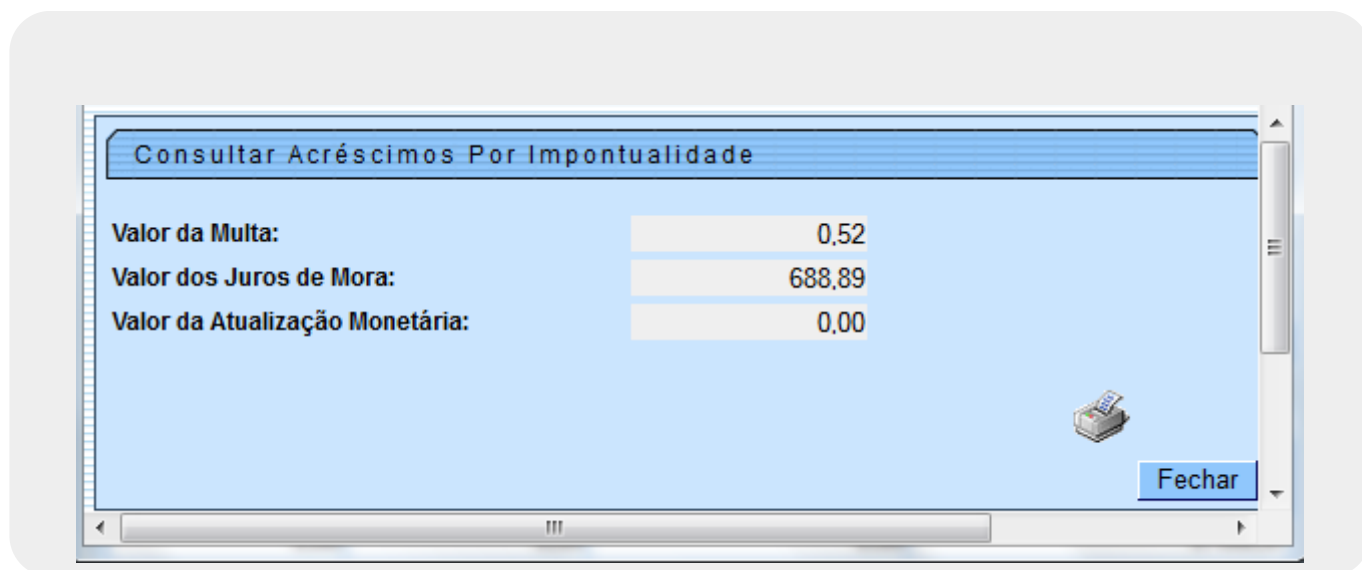 Consultar Acréscimos Por Impontualidade
Valor da Multa: 0,52
Valor dos Juros de Mora: 688,89
Valor da Atualização Monetária: 0,00
Fechar